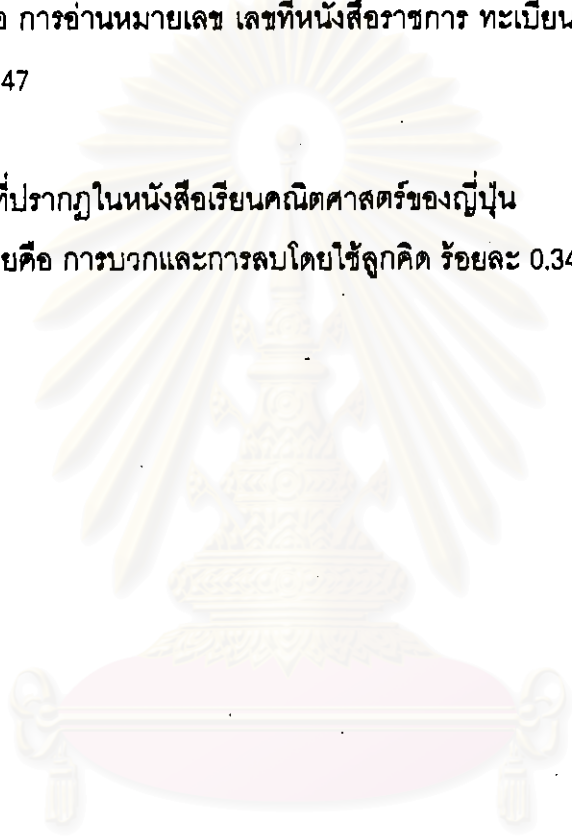 อ การอ่านหมายเลข เลขที่หนังสือราชการ ทะเบียน
47
ที่ปรากฏในหนังสือเรียนคณิตศาสตร์ของญี่ปุ่น
ยคือ การบวกและการลบโดยใช้ลูกคิด ร้อยละ 0.34